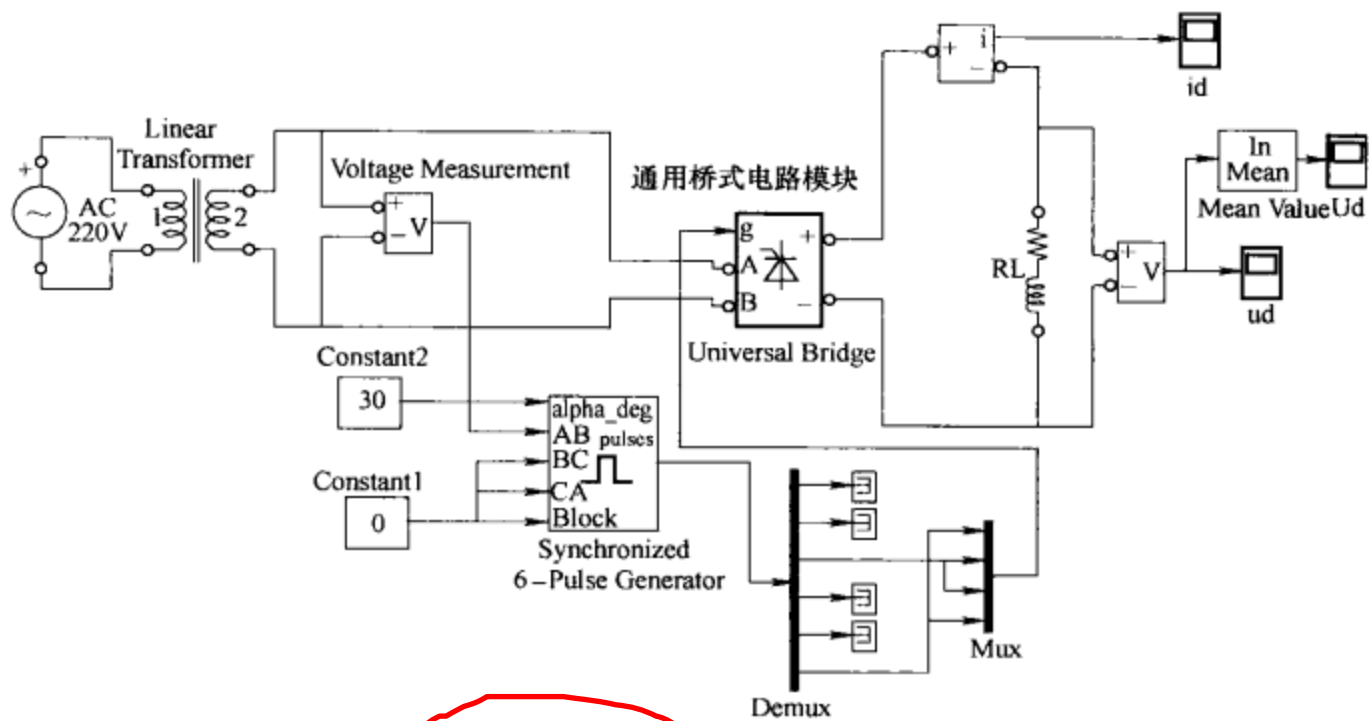 + i
−
id
Linear
Transformer
+
AC
220V
1 2
Voltage Measurement
+
− V
通用桥式电路模块
g +
A
B −
Universal Bridge
RL
+
− V
In
Mean
Mean Value
Ud
ud
Constant2
30
Constant1
0
alpha_deg
AB pulses
BC
CA
Block
Synchronized
6-Pulse Generator
Demux
Mux